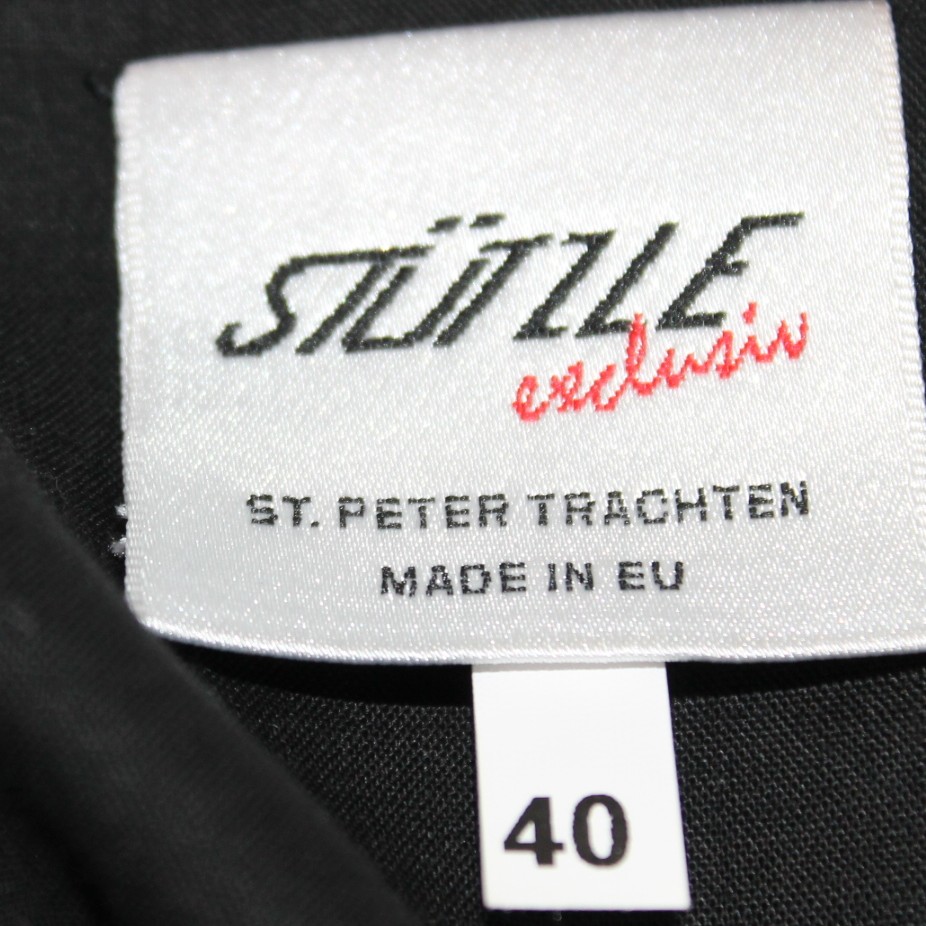 STÜTZLE
exclusiv
ST. PETER TRACHTEN
MADE IN EU
40